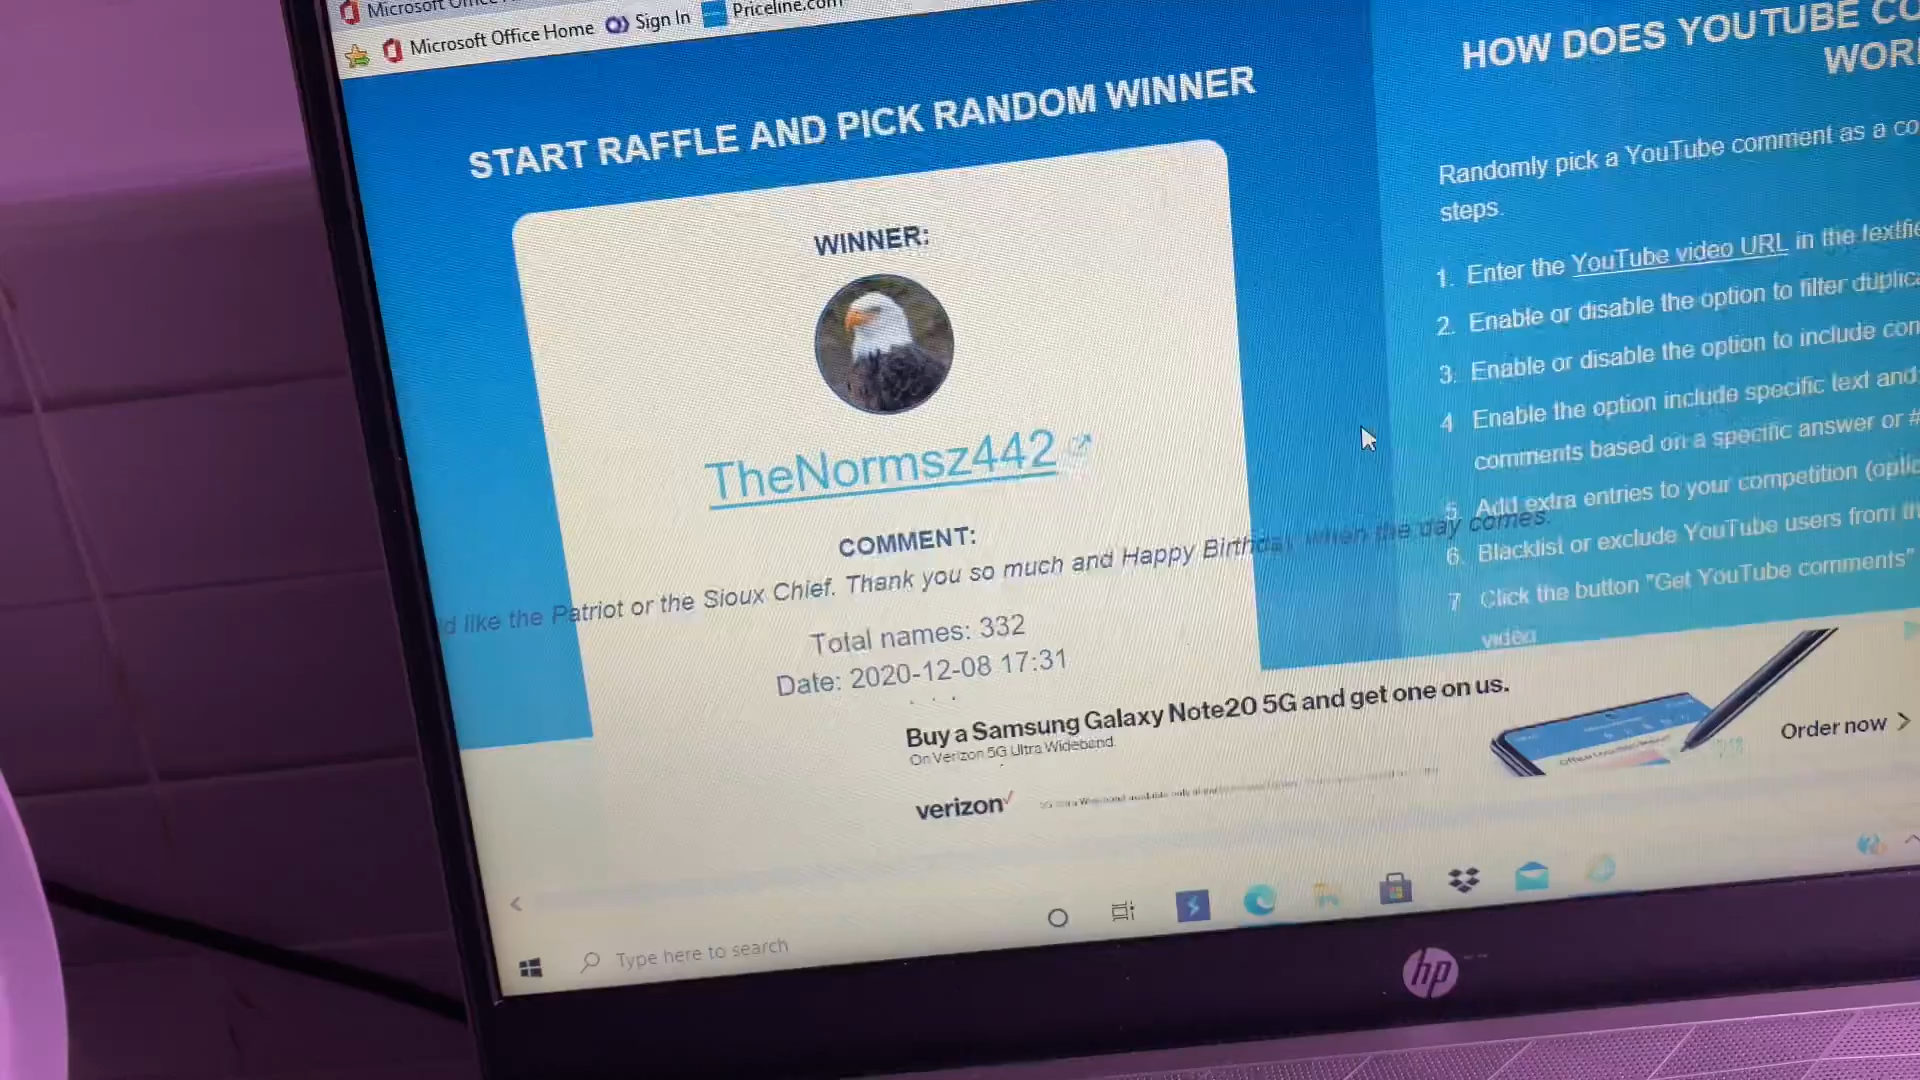 Microsoft
Microsoft Office Home
Sign In
Priceline.com
START RAFFLE AND PICK RANDOM WINNER
WINNER:
TheNormsz442
COMMENT:
like the Patriot or the Sioux Chief. Thank you so much and Happy Birthday when the day comes.
Total names: 332
Date: 2020-12-08 17:31
HOW DOES YOUTUBE
Randomly pick a YouTube comment as a
steps.
1. Enter the YouTube video URL in the
2. Enable or disable the option to filter
3. Enable or disable the option to include
4 Enable the option include specific text and
comments based on a specific answer or #
5. Add extra entries to your competition
6. Blacklist or exclude YouTube users from
7 Click the button "Get YouTube comments"
video
Buy a Samsung Galaxy Note20 5G and get one on us.
On Verizon 5G Ultra Wideband.
verizon
Order now
Type here to search
hp